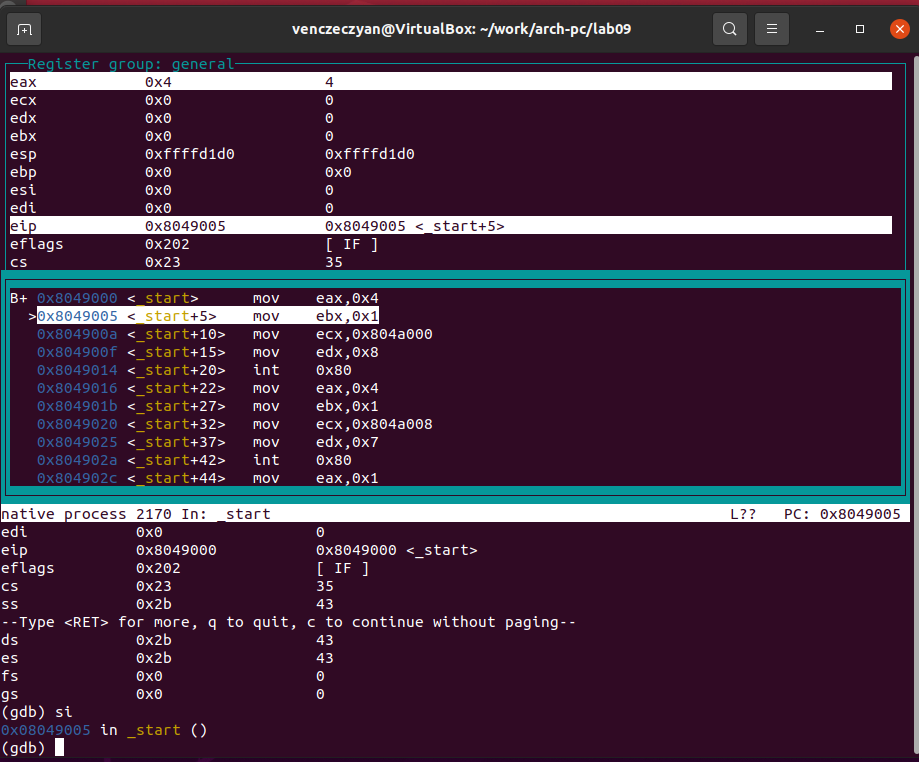 venczeczyan@VirtualBox: ~/work/arch-pc/lab09
Register group: general
eax 0x4 4
ecx 0x0 0
edx 0x0 0
ebx 0x0 0
esp 0xffffd1d0 0xffffd1d0
ebp 0x0 0x0
esi 0x0 0
edi 0x0 0
eip 0x8049005 0x8049005 <_start+5>
eflags 0x202 [ IF ]
cs 0x23 35
B+ 0x8049000 <_start> mov eax,0x4
>0x8049005 <_start+5> mov ebx,0x1
0x804900a <_start+10> mov ecx,0x804a000
0x804900f <_start+15> mov edx,0x8
0x8049014 <_start+20> int 0x80
0x8049016 <_start+22> mov eax,0x4
0x804901b <_start+27> mov ebx,0x1
0x8049020 <_start+32> mov ecx,0x804a008
0x8049025 <_start+37> mov edx,0x7
0x804902a <_start+42> int 0x80
0x804902c <_start+44> mov eax,0x1
native process 2170 In: _start L?? PC: 0x8049005
edi 0x0 0
eip 0x8049000 0x8049000 <_start>
eflags 0x202 [ IF ]
cs 0x23 35
ss 0x2b 43
--Type <RET> for more, q to quit, c to continue without paging--
ds 0x2b 43
es 0x2b 43
fs 0x0 0
gs 0x0 0
(gdb) si
0x08049005 in _start ()
(gdb)